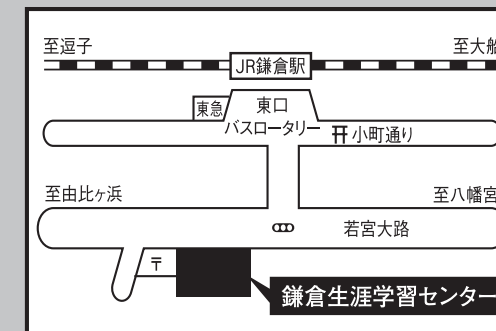 至逗子
至大船
JR鎌倉駅
東急
東口
バスロータリー
小町通り
至由比ヶ浜
至八幡宮
若宮大路
〒
鎌倉生涯学習センター